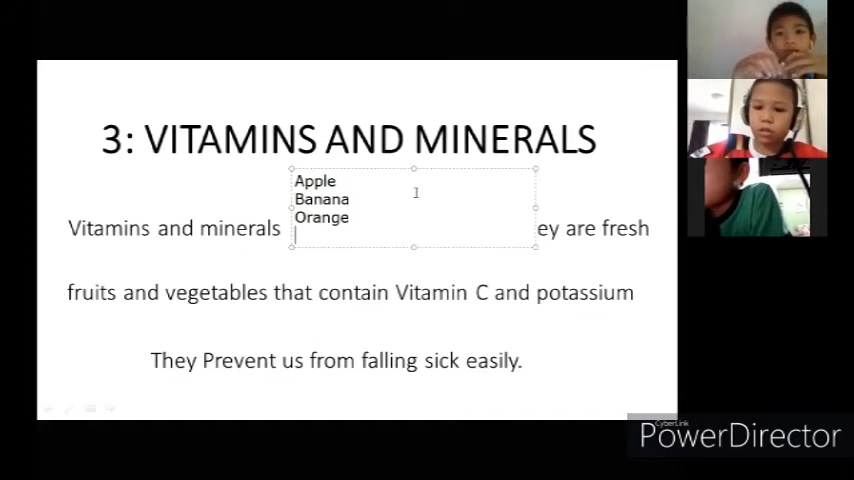 3: VITAMINS AND MINERALS
Apple
Banana
Orange
Vitamins and minerals ey are fresh
fruits and vegetables that contain Vitamin C and potassium
They Prevent us from falling sick easily.
CyberLink
PowerDirector